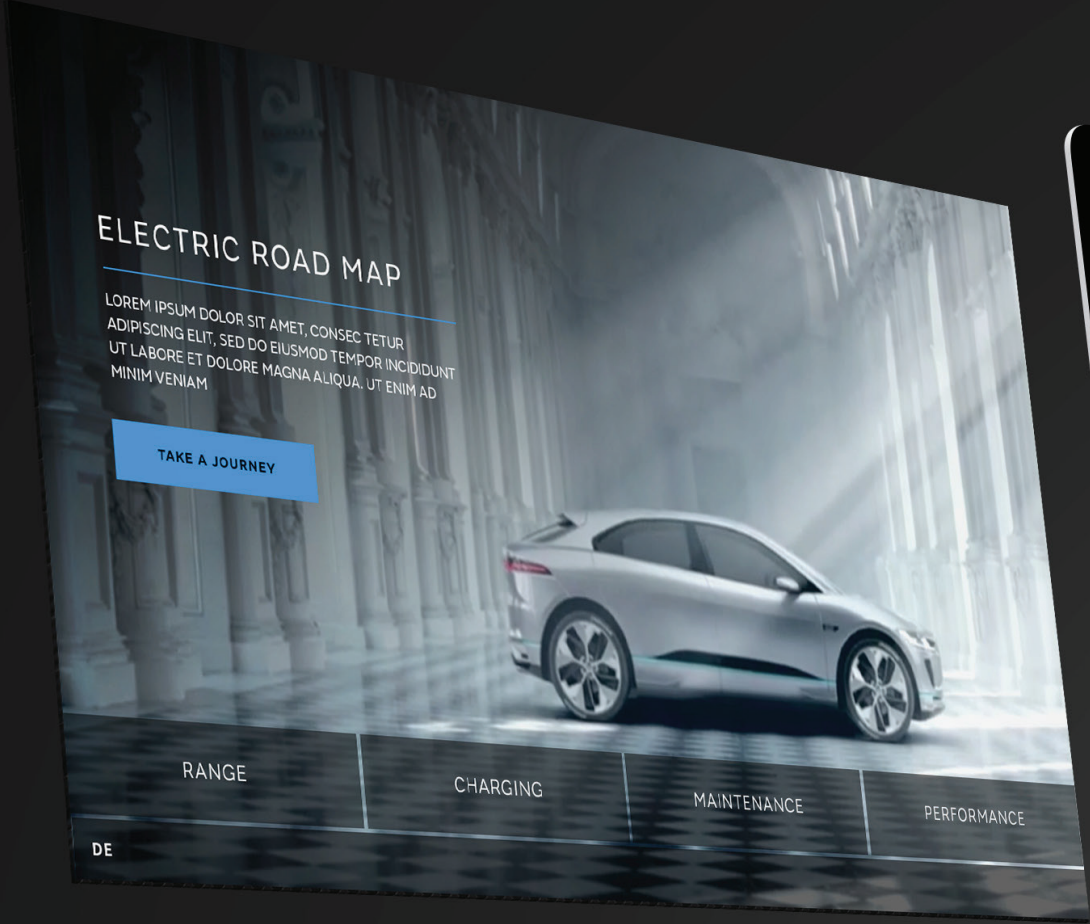 ELECTRIC ROAD MAP
LOREM IPSUM DOLOR SIT AMET, CONSEC TETUR
ADIPISCING ELIT, SED DO EIUSMOD TEMPOR INCIDIDUNT
UT LABORE ET DOLORE MAGNA ALIQUA. UT ENIM AD
MINIM VENIAM
TAKE A JOURNEY
RANGE
CHARGING
MAINTENANCE
PERFORMANCE
DE